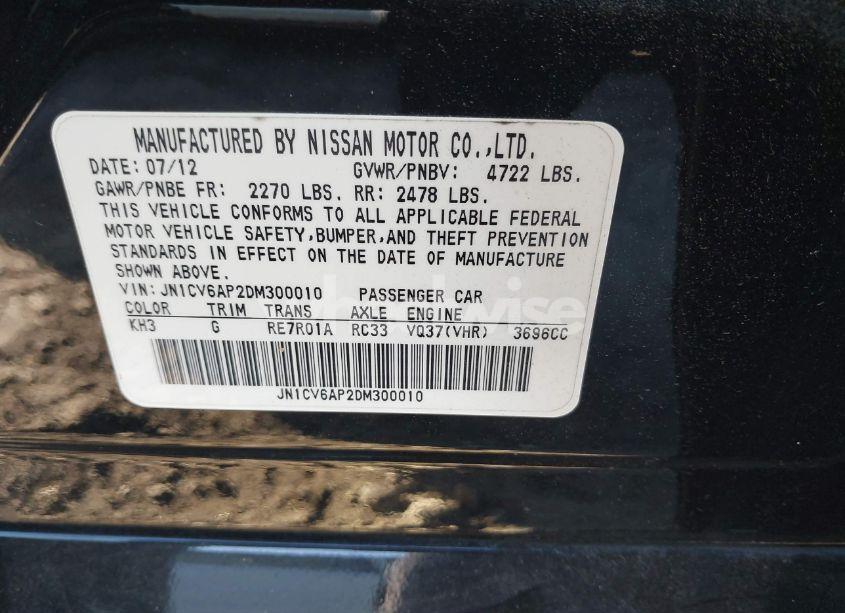 MANUFACTURED BY NISSAN MOTOR CO.,LTD.
DATE: 07/12 GVWR/PNBV: 4722 LBS.
GAWR/PNBE FR: 2270 LBS. RR: 2478 LBS.
THIS VEHICLE CONFORMS TO ALL APPLICABLE FEDERAL
MOTOR VEHICLE SAFETY,BUMPER,AND THEFT PREVENTION
STANDARDS IN EFFECT ON THE DATE OF MANUFACTURE
SHOWN ABOVE.
VIN: JN1CV6AP2DM300010 PASSENGER CAR
COLOR TRIM TRANS AXLE ENGINE
KH3 G RE7R01A RC33 VQ37(VHR) 3696CC
JN1CV6AP2DM300010